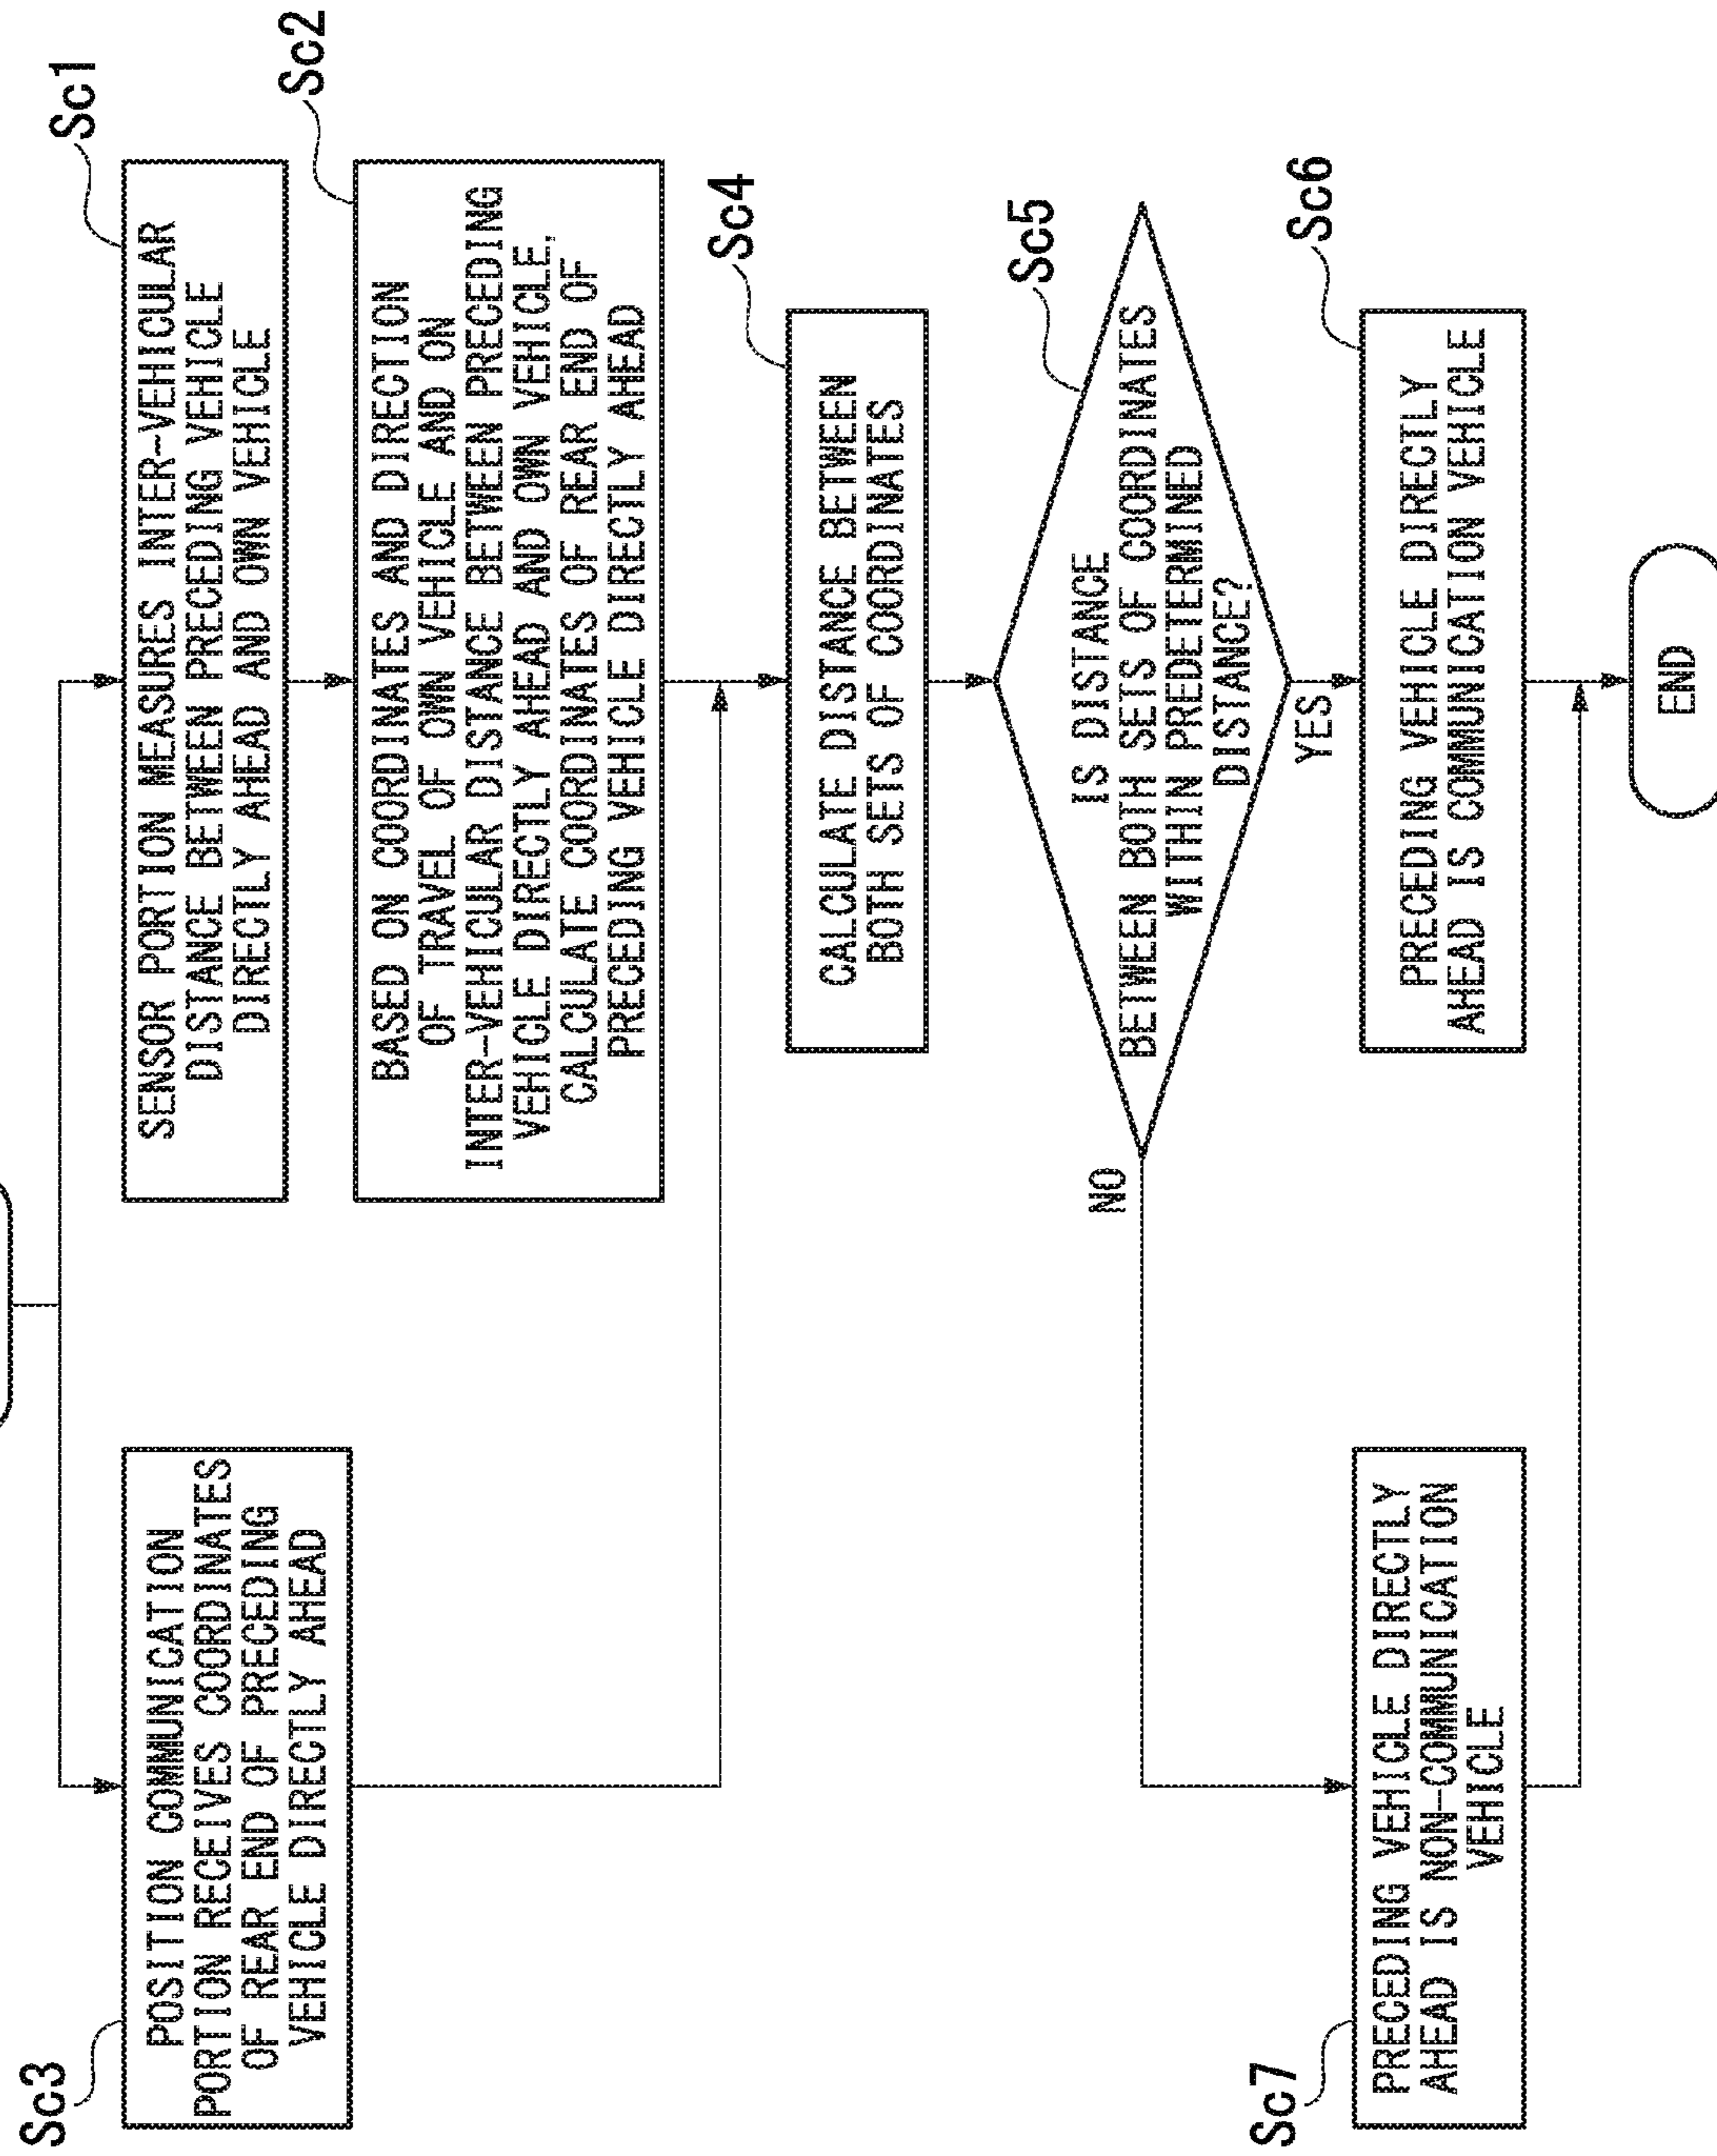 Sc3
POSITION COMMUNICATION
PORTION RECEIVES COORDINATES
OF REAR END OF PRECEDING
VEHICLE DIRECTLY AHEAD
Sc1
SENSOR PORTION MEASURES INTER-VEHICULAR
DISTANCE BETWEEN PRECEDING VEHICLE
DIRECTLY AHEAD AND OWN VEHICLE
Sc2
BASED ON COORDINATES AND DIRECTION
OF TRAVEL OF OWN VEHICLE AND ON
INTER-VEHICULAR DISTANCE BETWEEN PRECEDING
VEHICLE DIRECTLY AHEAD AND OWN VEHICLE,
CALCULATE COORDINATES OF REAR END OF
PRECEDING VEHICLE DIRECTLY AHEAD
Sc4
CALCULATE DISTANCE BETWEEN
BOTH SETS OF COORDINATES
Sc5
IS DISTANCE
BETWEEN BOTH SETS OF COORDINATES
WITHIN PREDETERMINED
DISTANCE?
NO
YES
Sc7
PRECEDING VEHICLE DIRECTLY
AHEAD IS NON-COMMUNICATION
VEHICLE
Sc6
PRECEDING VEHICLE DIRECTLY
AHEAD IS COMMUNICATION VEHICLE
END